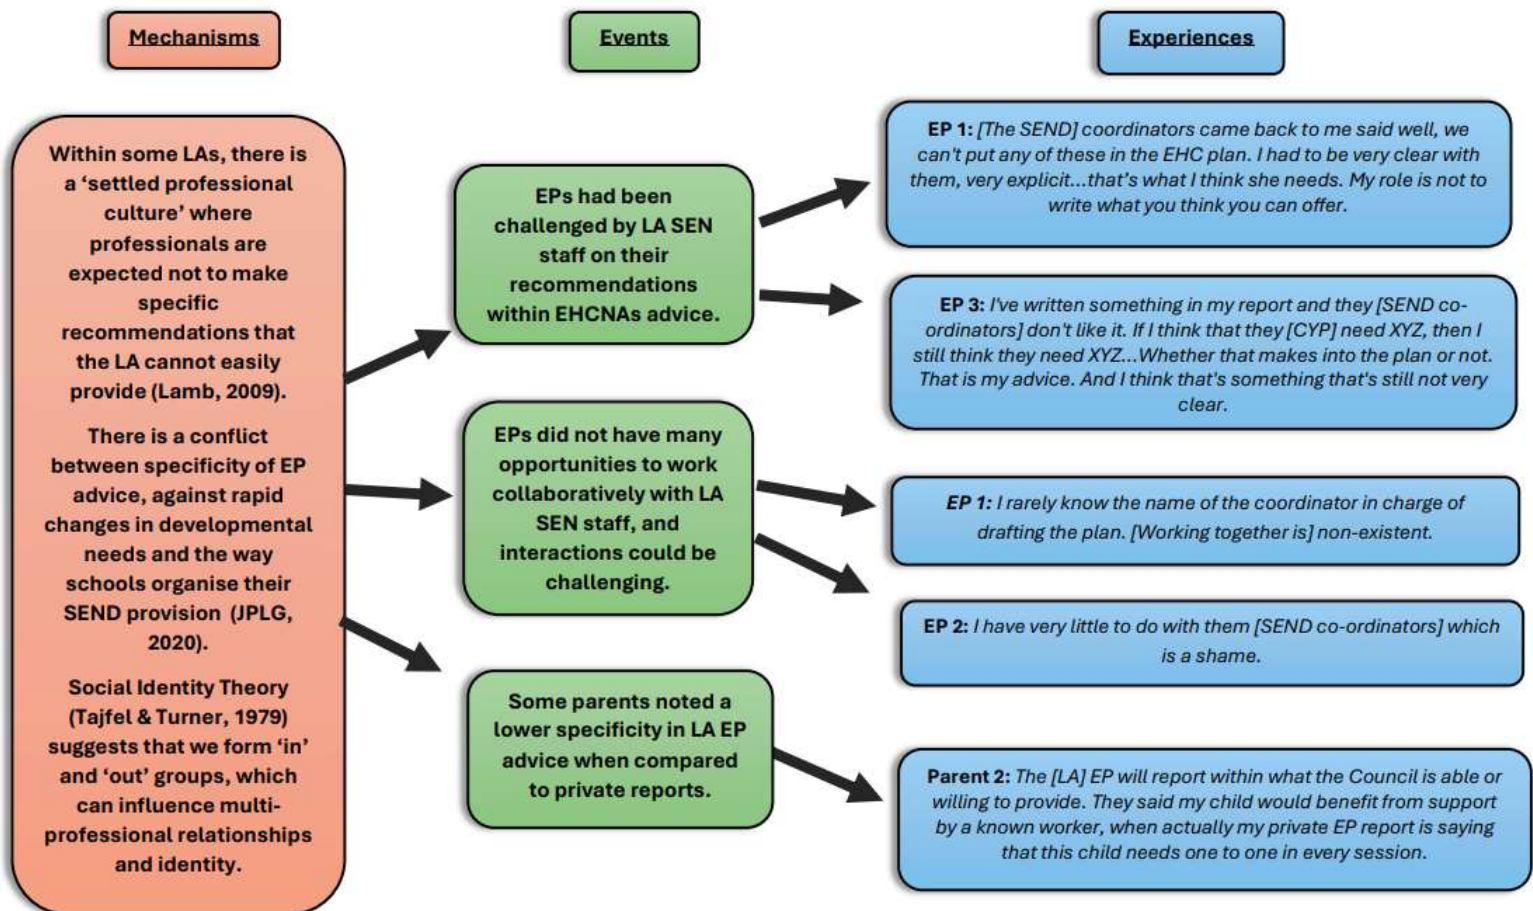 Mechanisms
Events
Experiences
Within some LAs, there is
a ‘settled professional
culture’ where
professionals are
expected not to make
specific
recommendations that
the LA cannot easily
provide (Lamb, 2009).
There is a conflict
between specificity of EP
advice, against rapid
changes in developmental
needs and the way
schools organise their
SEND provision (JPLG,
2020).
Social Identity Theory
(Tajfel & Turner, 1979)
suggests that we form ‘in’
and ‘out’ groups, which
can influence multi-
professional relationships
and identity.
EPs had been
challenged by LA SEN
staff on their
recommendations
within EHCNAs advice.
EPs did not have many
opportunities to work
collaboratively with LA
SEN staff, and
interactions could be
challenging.
Some parents noted a
lower specificity in LA EP
advice when compared
to private reports.
EP 1: [The SEND] coordinators came back to me said well, we
can't put any of these in the EHC plan. I had to be very clear with
them, very explicit...that’s what I think she needs. My role is not to
write what you think you can offer.
EP 3: I've written something in my report and they [SEND co-
ordinators] don't like it. If I think that they [CYP] need XYZ, then I
still think they need XYZ...Whether that makes into the plan or not.
That is my advice. And I think that's something that's still not very
clear.
EP 1: I rarely know the name of the coordinator in charge of
drafting the plan. [Working together is] non-existent.
EP 2: I have very little to do with them [SEND co-ordinators] which
is a shame.
Parent 2: The [LA] EP will report within what the Council is able or
willing to provide. They said my child would benefit from support
by a known worker, when actually my private EP report is saying
that this child needs one to one in every session.